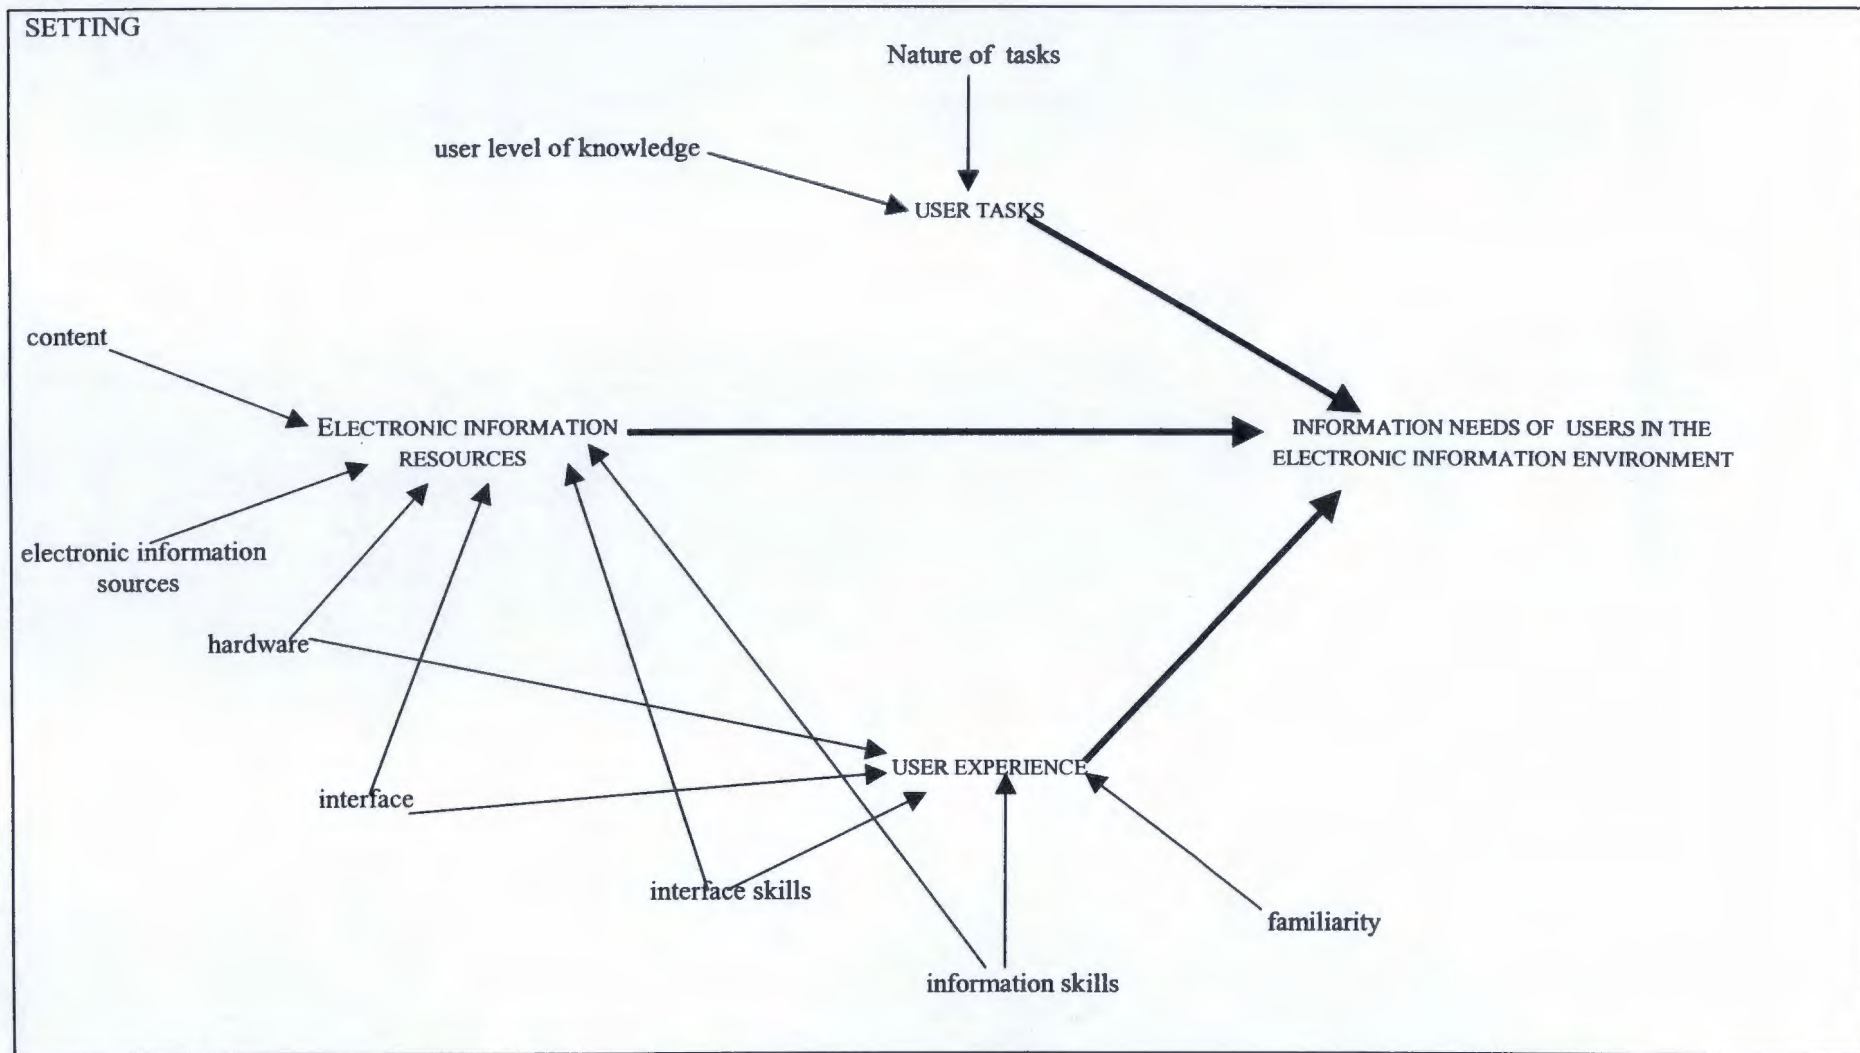 SETTING
Nature of tasks
user level of knowledge
USER TASKS
content
ELECTRONIC INFORMATION
RESOURCES
INFORMATION NEEDS OF USERS IN THE
ELECTRONIC INFORMATION ENVIRONMENT
electronic information
sources
hardware
USER EXPERIENCE
interface
interface skills
familiarity
information skills